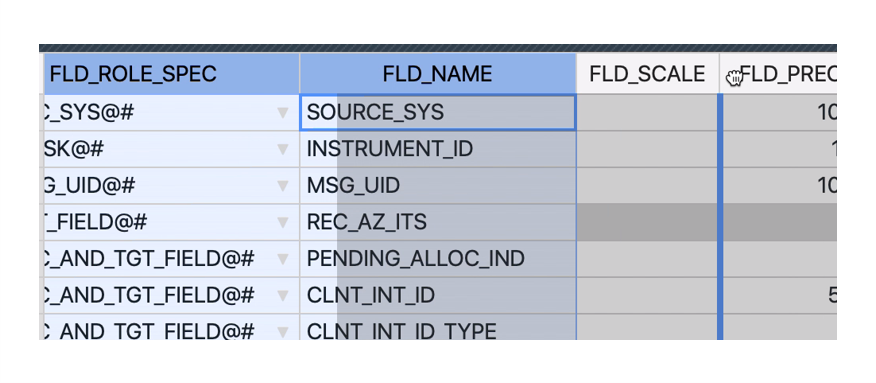 FLD_ROLE_SPEC FLD_NAME FLD_SCALE FLD_PREC
C_SYS@# SOURCE_SYS 10
SK@# INSTRUMENT_ID 1
G_UID@# MSG_UID 10
T_FIELD@# REC_AZ_ITS
C_AND_TGT_FIELD@# PENDING_ALLOC_IND
C_AND_TGT_FIELD@# CLNT_INT_ID 5
C_AND_TGT_FIELD@# CLNT_INT_ID_TYPE